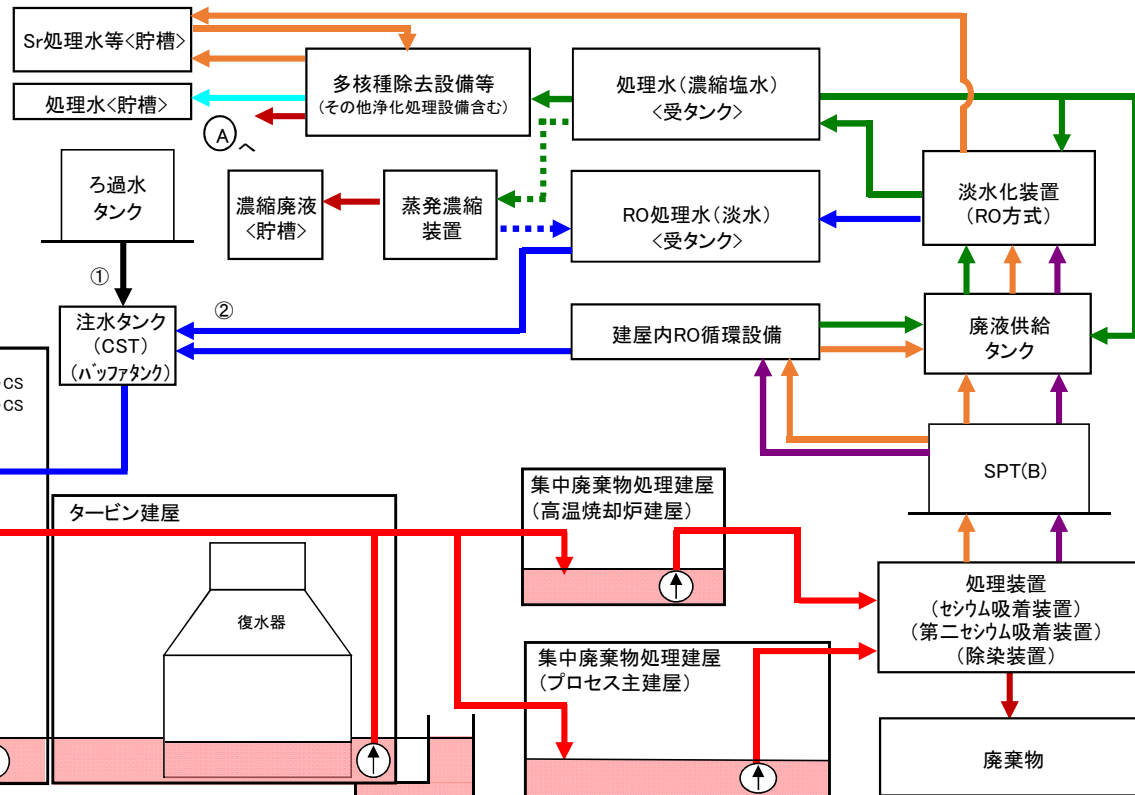 Sr処理水等<貯槽>
処理水<貯槽>
多核種除去設備等
(その他浄化処理設備含む)
Ⓐへ
処理水(濃縮塩水)
<受タンク>
ろ過水
タンク
濃縮廃液
<貯槽>
蒸発濃縮
装置
RO処理水(淡水)
<受タンク>
淡水化装置
(RO方式)
①
②
注水タンク
(CST)
(バッファタンク)
建屋内RO循環設備
廃液供給
タンク
CS
CS
SPT(B)
タービン建屋
復水器
集中廃棄物処理建屋
(高温焼却炉建屋)
集中廃棄物処理建屋
(プロセス主建屋)
処理装置
(セシウム吸着装置)
(第二セシウム吸着装置)
(除染装置)
廃棄物